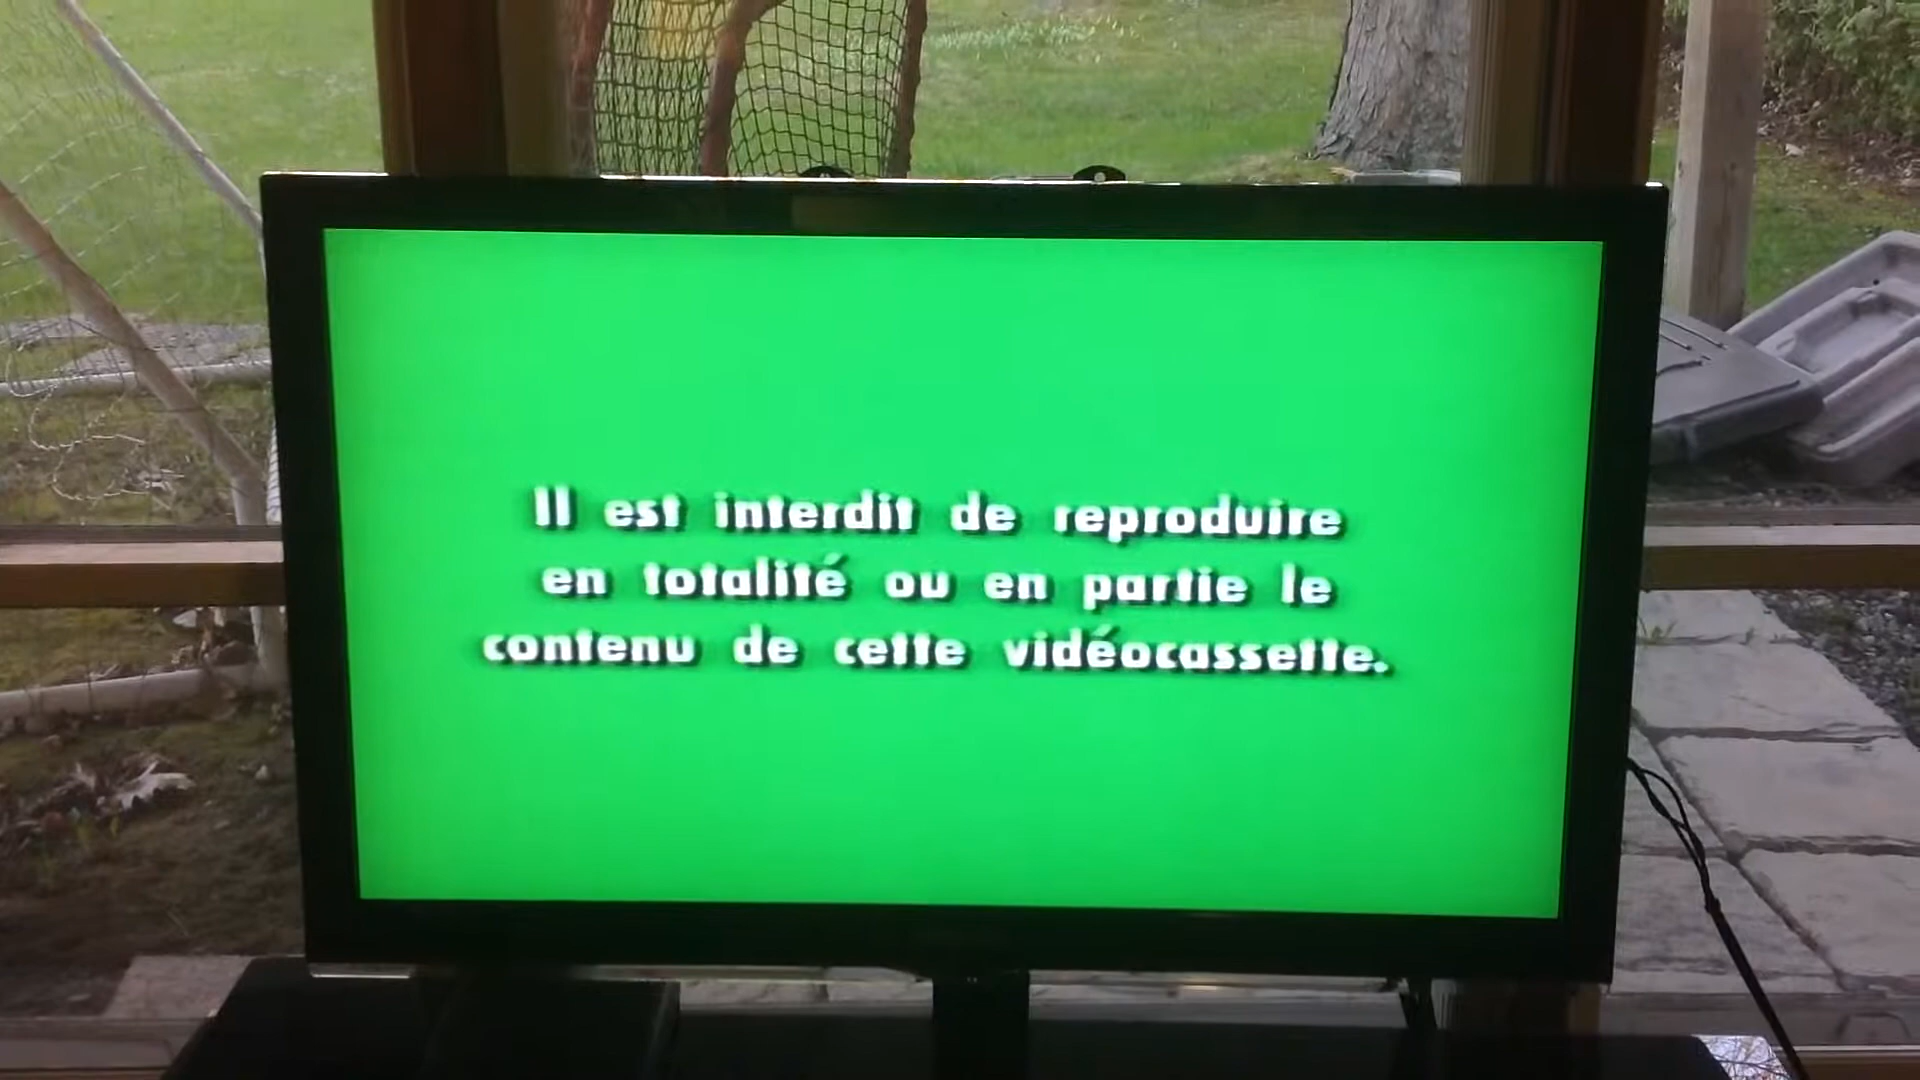 Il est interdit de reproduire
en totalité ou en partie le
contenu de cette vidéocassette.